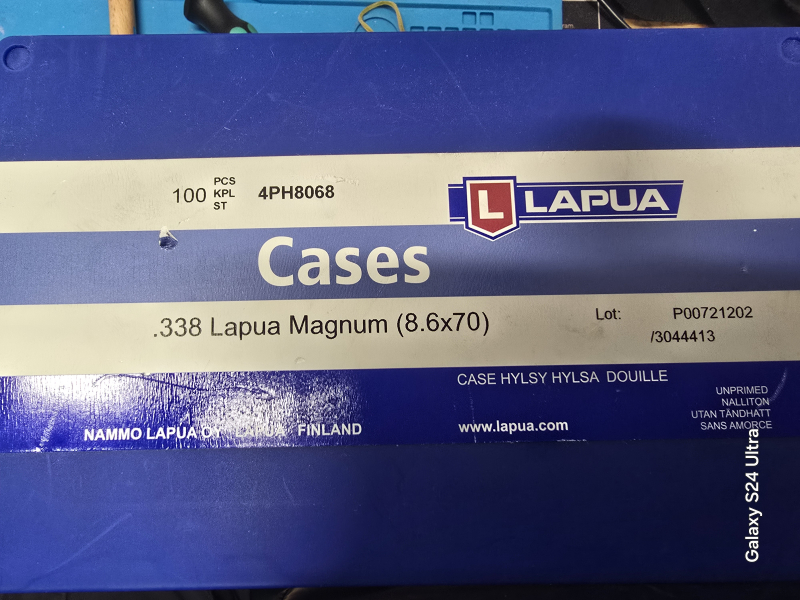 100 PCS KPL ST 4PH8068
L LAPUA
Cases
.338 Lapua Magnum (8.6x70)
Lot: P00721202
/3044413
CASE HYLSY HYLSA DOUILLE
UNPRIMED
NALLITON
UTAN TÄNDHATT
SANS AMORCE
NAMMO LAPUA OY FINLAND
www.lapua.com
Galaxy S24 Ultra